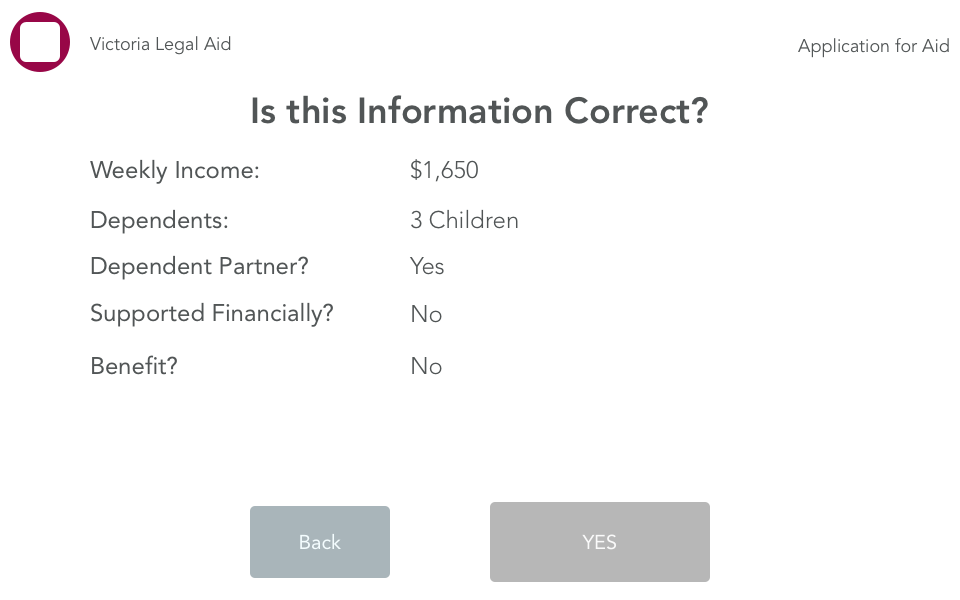 Victoria Legal Aid
Application for Aid
Is this Information Correct?
Weekly Income: $1,650
Dependents: 3 Children
Dependent Partner? Yes
Supported Financially? No
Benefit? No
Back YES